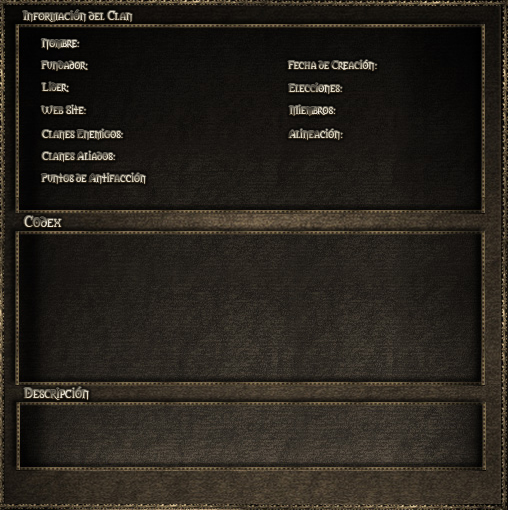 Información del Clan
Nombre:
Fundador:
Fecha de Creación:
Líder:
Elecciones:
Web Site:
Miembros:
Clanes Enemigos:
Alineación:
Clanes Aliados:
Puntos de Antifacción
Codex
Descripción